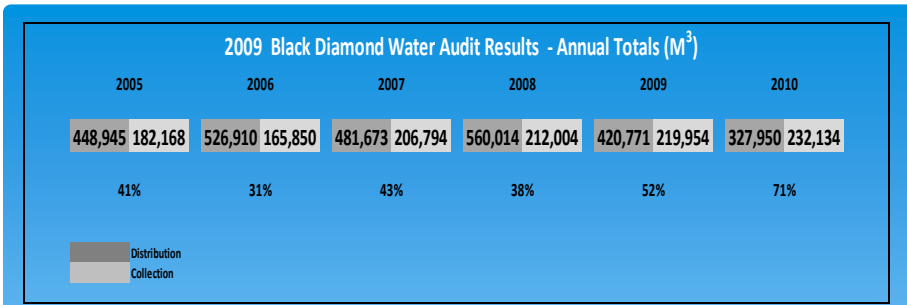 2009 Black Diamond Water Audit Results - Annual Totals (M³)
2005 2006 2007 2008 2009 2010
448,945 182,168 526,910 165,850 481,673 206,794 560,014 212,004 420,771 219,954 327,950 232,134
41% 31% 43% 38% 52% 71%
Distribution
Collection